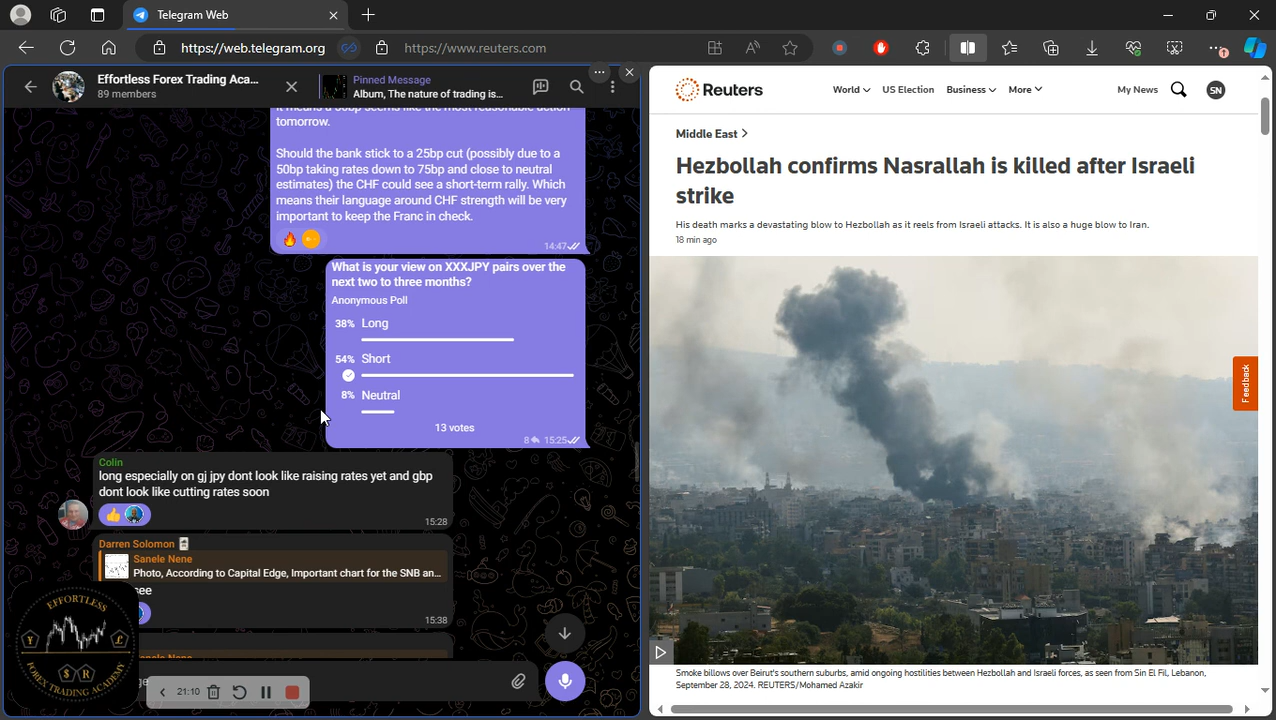 Telegram Web
https://web.telegram.org
https://www.reuters.com
Effortless Forex Trading Aca...
89 members
Pinned Message
Album, The nature of trading is...
tomorrow.
Should the bank stick to a 25bp cut (possibly due to a
50bp taking rates down to 75bp and close to neutral
estimates) the CHF could see a short-term rally. Which
means their language around CHF strength will be very
important to keep the Franc in check.
14:47
What is your view on XXXJPY pairs over the
next two to three months?
Anonymous Poll
38% Long
54% Short
8% Neutral
13 votes
8 15:25
Colin
long especially on gj jpy dont look like raising rates yet and gbp
dont look like cutting rates soon
15:28
Darren Solomon
Sanele Nene
Photo, According to Capital Edge, Important chart for the SNB an...
see
15:38
EFFORTLESS
FOREX TRADING ACADEMY
¥ £ $ R
21:10
Reuters
World
US Election
Business
More
My News
SN
Middle East >
Hezbollah confirms Nasrallah is killed after Israeli
strike
His death marks a devastating blow to Hezbollah as it reels from Israeli attacks. It is also a huge blow to Iran.
18 min ago
Feedback
Smoke billows over Beirut's southern suburbs, amid ongoing hostilities between Hezbollah and Israeli forces, as seen from Sin El Fil, Lebanon,
September 28, 2024. REUTERS/Mohamed Azakir